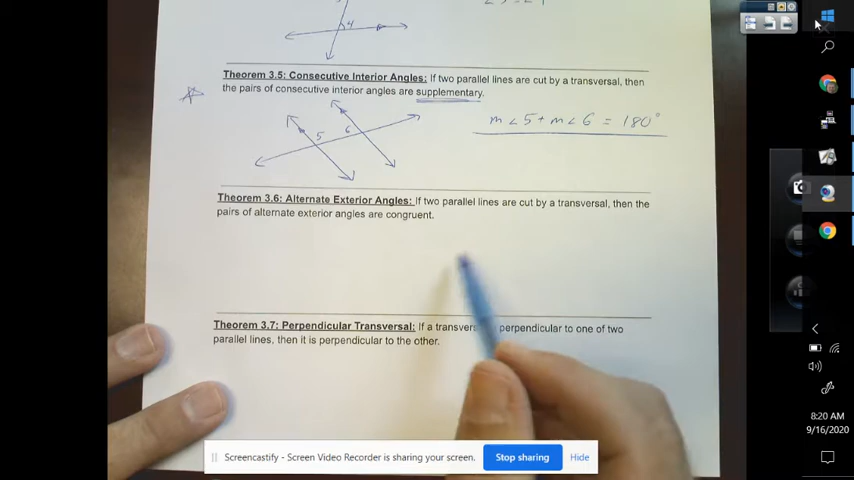 4
Theorem 3.5: Consecutive Interior Angles: If two parallel lines are cut by a transversal, then
the pairs of consecutive interior angles are supplementary.
5 6
m∠5 + m∠6 = 180°
Theorem 3.6: Alternate Exterior Angles: If two parallel lines are cut by a transversal, then the
pairs of alternate exterior angles are congruent.
Theorem 3.7: Perpendicular Transversal: If a transvers perpendicular to one of two
parallel lines, then it is perpendicular to the other.
Screencastify - Screen Video Recorder is sharing your screen. Stop sharing Hide
8:20 AM
9/16/2020